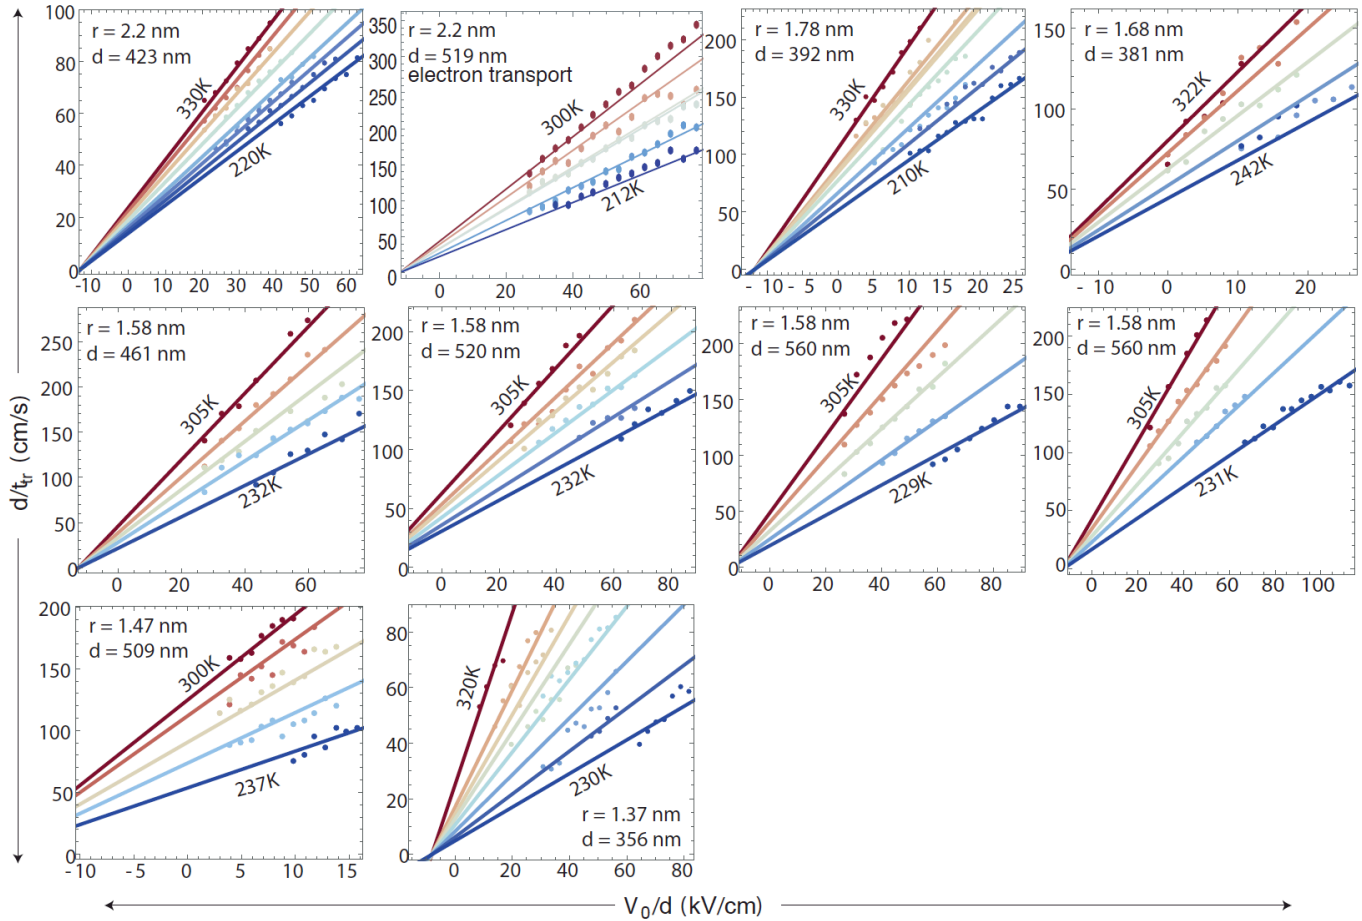 d/t_tr (cm/s)
r = 2.2 nm
d = 423 nm
330K
220K
100
80
60
40
20
0
-10 0 10 20 30 40 50 60
r = 2.2 nm
d = 519 nm
electron transport
300K
212K
350
300
250
200
150
100
50
0
0 20 40 60
r = 1.78 nm
d = 392 nm
330K
210K
200
150
100
50
0
- -10 0 5 10 15 20 25
r = 1.68 nm
d = 381 nm
322K
242K
150
100
50
0
-10 0 10 20
r = 1.58 nm
d = 461 nm
305K
232K
250
200
150
100
50
0
0 20 40 60
r = 1.58 nm
d = 520 nm
305K
232K
200
150
100
50
0
0 20 40 60 80
r = 1.58 nm
d = 560 nm
305K
229K
200
150
100
50
0
0 20 40 60 80
r = 1.58 nm
d = 560 nm
305K
231K
200
150
100
50
0
0 20 40 60 80 100
r = 1.47 nm
d = 509 nm
300K
237K
200
150
100
50
0
-10 -5 0 5 10 15
320K
230K
r = 1.37 nm
d = 356 nm
80
60
40
20
0
0 20 40 60 80
V_0/d (kV/cm)